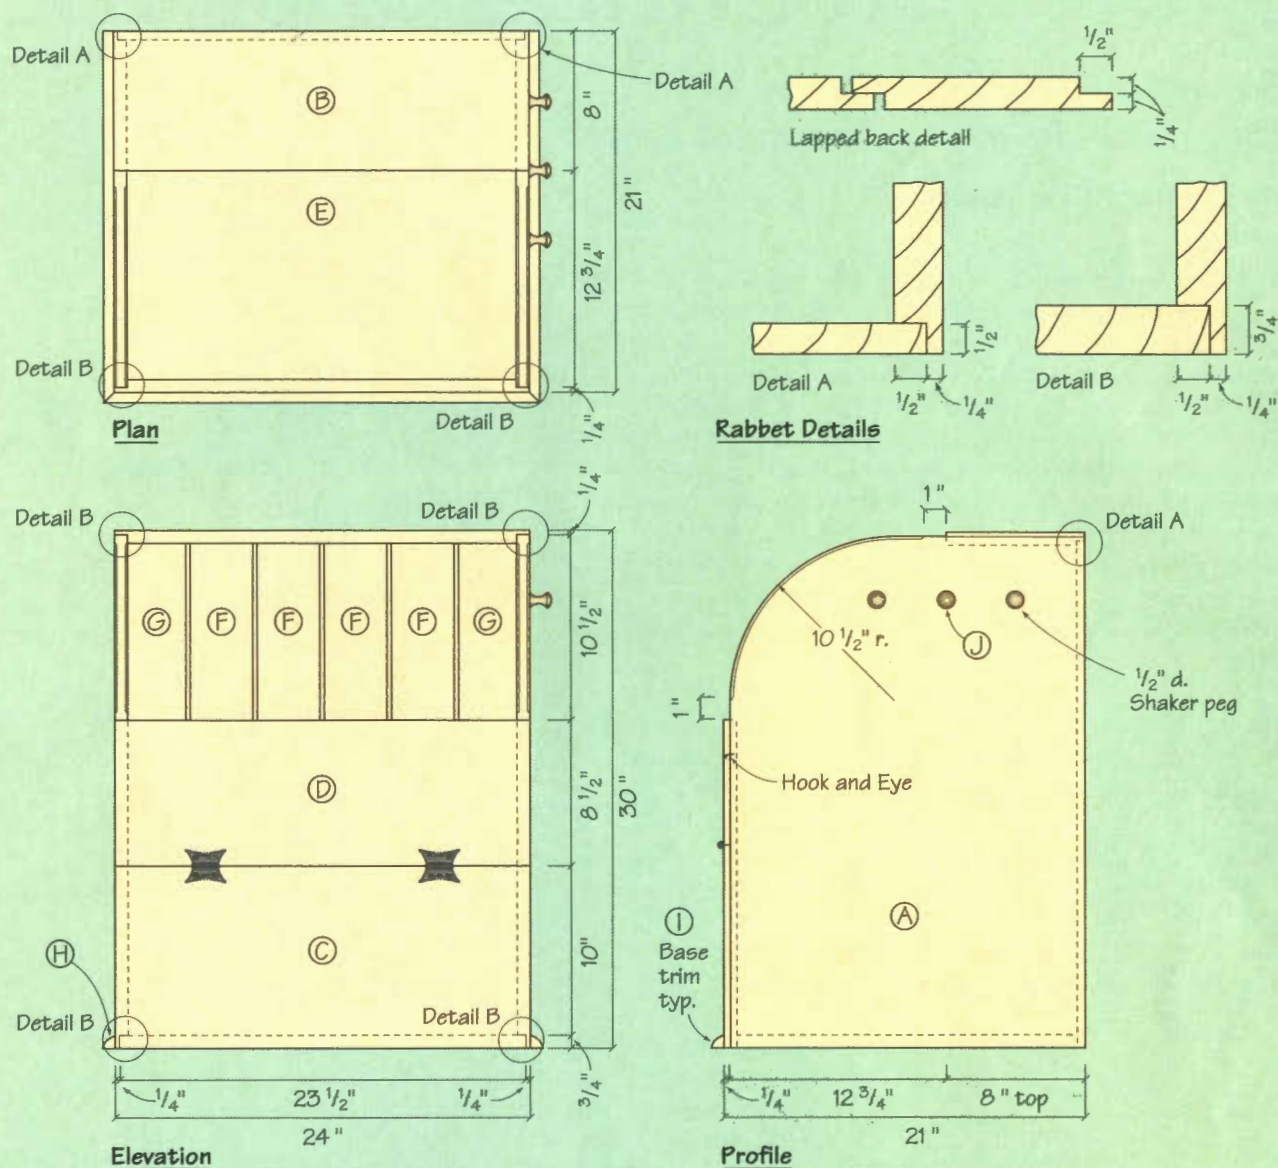 Detail A
Detail A
B
8"
E
21"
12 3/4"
Detail B
Detail B
1/4"
Plan
1/2"
1/4"
Lapped back detail
1/2"
Detail A
1/2"
1/4"
3/4"
Detail B
1/2"
1/4"
Rabbet Details
1/4"
Detail B
Detail B
G
F
F
F
F
G
10 1/2"
D
8 1/2"
30"
C
10"
H
Detail B
Detail B
3/4"
1/4"
23 1/2"
1/4"
24"
Elevation
1"
Detail A
10 1/2" r.
J
1/2" d.
Shaker peg
1"
Hook and Eye
A
I
Base
trim
typ.
1/4"
12 3/4"
8" top
21"
Profile